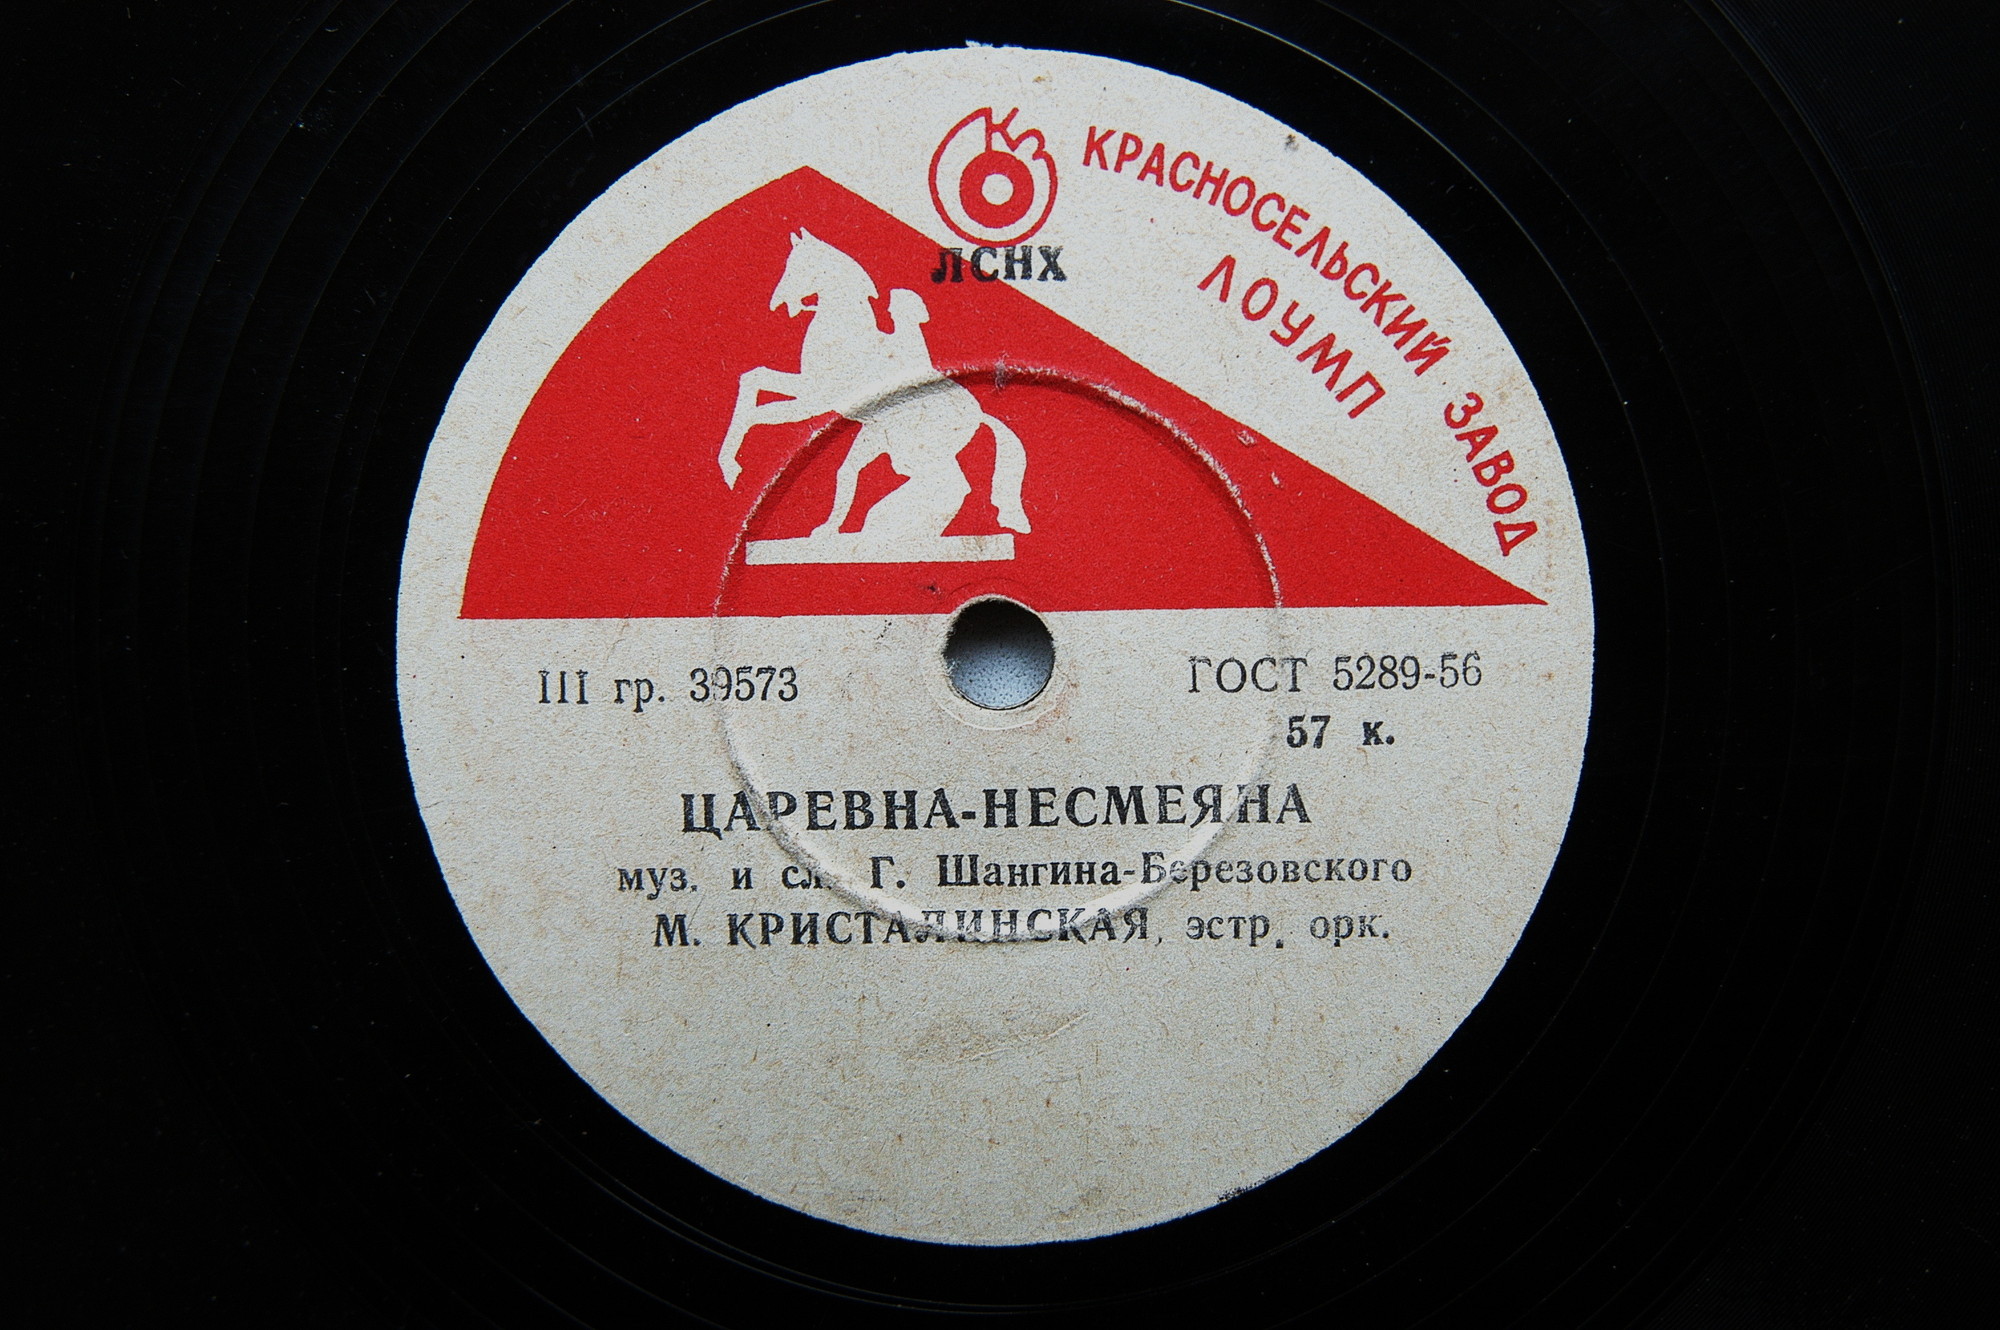 КРАСНОСЕЛЬСКИЙ ЗАВОД
ЛОУМП
ЛСНХ
III гр. 39573
ГОСТ 5289-56
57 к.
ЦАРЕВНА-НЕСМЕЯНА
муз. и сл. Г. Шангина-Березовского
М. КРИСТАЛИНСКАЯ, эстр. орк.